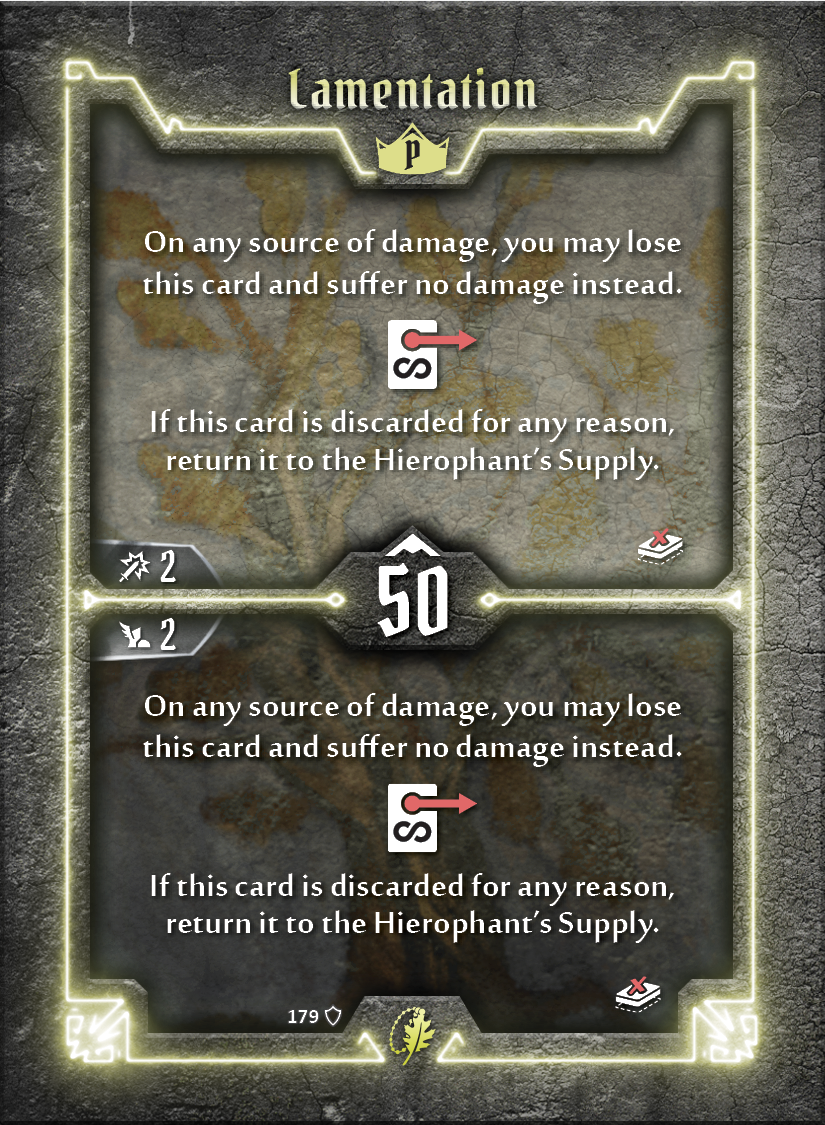 Lamentation
P
On any source of damage, you may lose
this card and suffer no damage instead.
If this card is discarded for any reason,
return it to the Hierophant's Supply.
2
50
2
On any source of damage, you may lose
this card and suffer no damage instead.
If this card is discarded for any reason,
return it to the Hierophant's Supply.
179